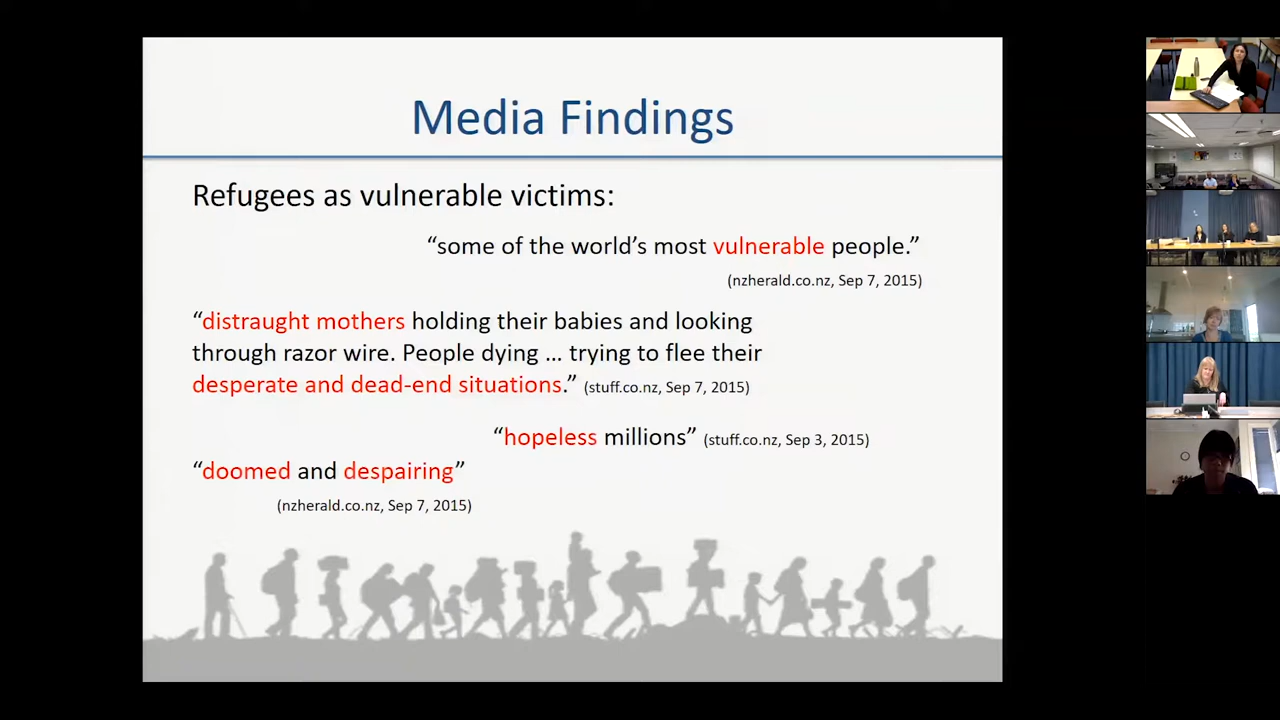 Media Findings
Refugees as vulnerable victims:
“some of the world’s most vulnerable people.”
(nzherald.co.nz, Sep 7, 2015)
“distraught mothers holding their babies and looking
through razor wire. People dying ... trying to flee their
desperate and dead-end situations.” (stuff.co.nz, Sep 7, 2015)
“hopeless millions” (stuff.co.nz, Sep 3, 2015)
“doomed and despairing”
(nzherald.co.nz, Sep 7, 2015)